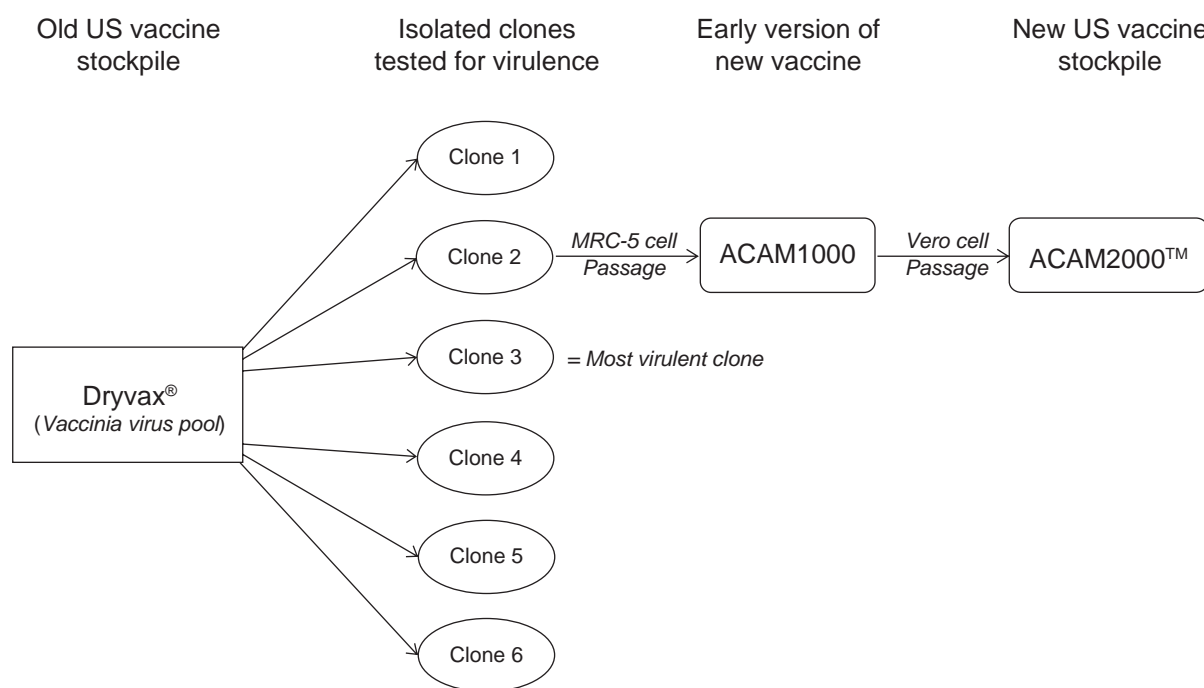 Old US vaccine
stockpile
Isolated clones
tested for virulence
Early version of
new vaccine
New US vaccine
stockpile
Clone 1
Clone 2
MRC-5 cell
Passage
ACAM1000
Vero cell
Passage
ACAM2000™
Clone 3
= Most virulent clone
Dryvax®
(Vaccinia virus pool)
Clone 4
Clone 5
Clone 6